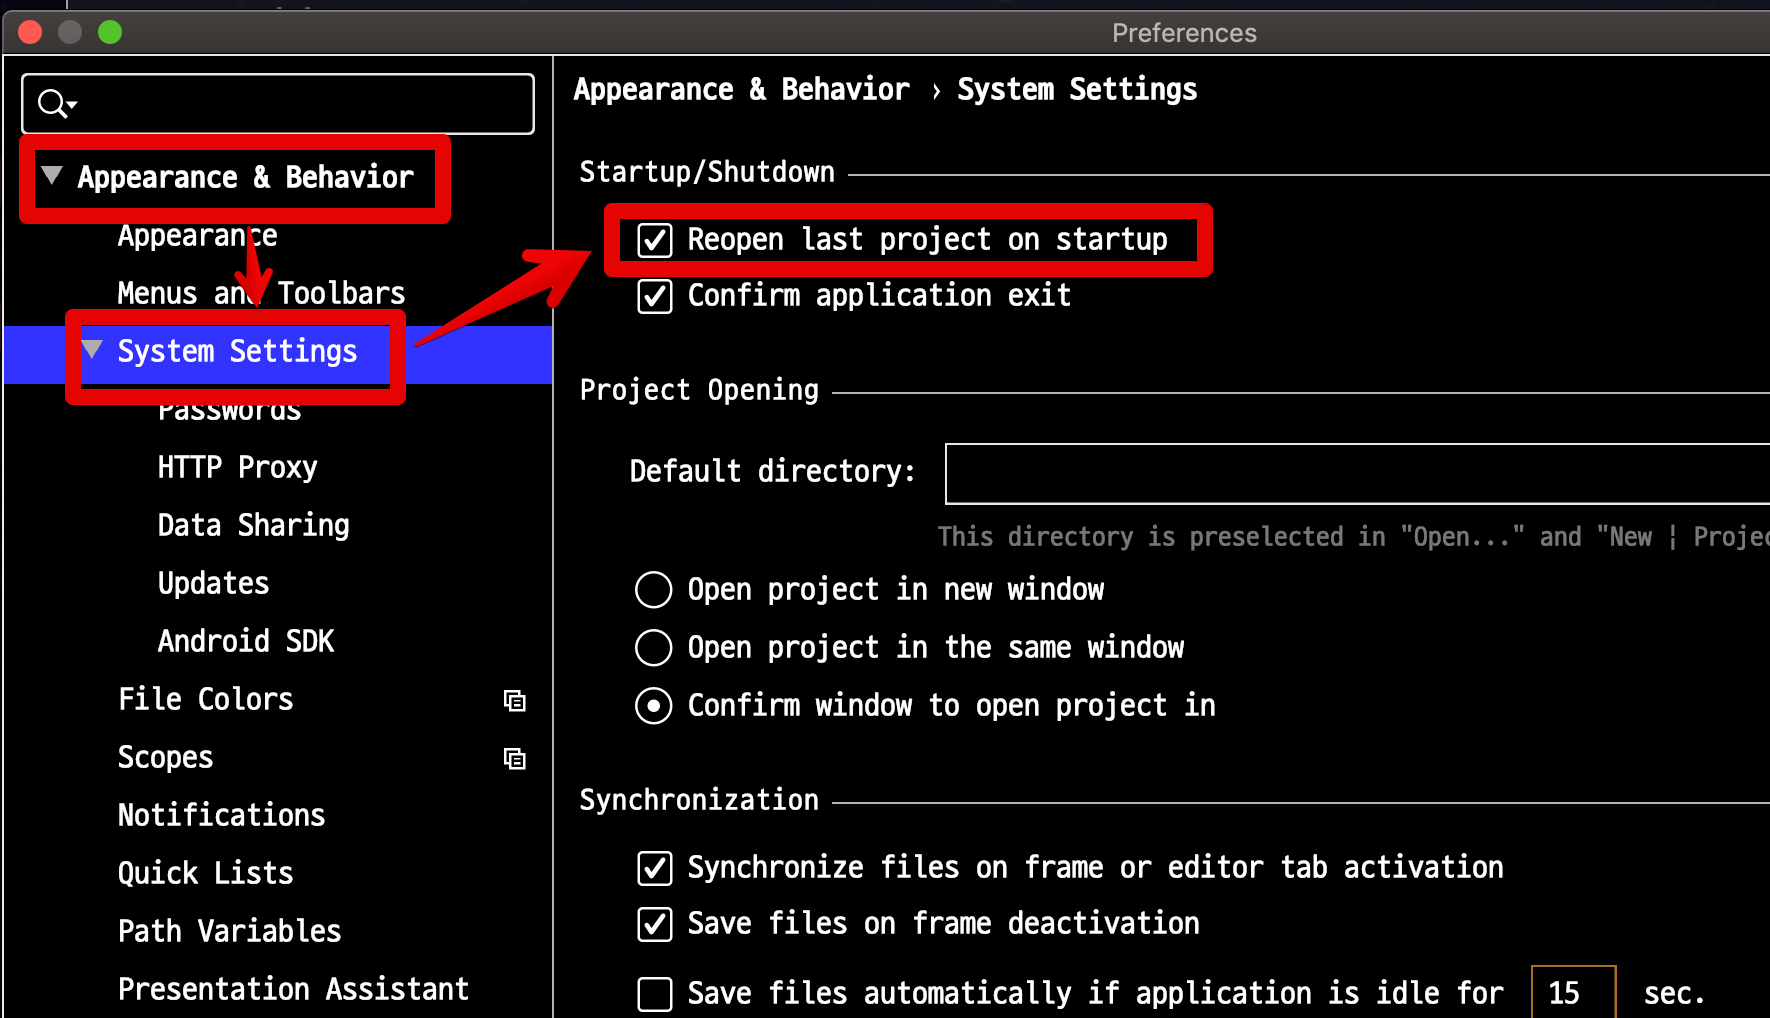 Preferences
Appearance & Behavior
Appearance
Menus and Toolbars
System Settings
Passwords
HTTP Proxy
Data Sharing
Updates
Android SDK
File Colors
Scopes
Notifications
Quick Lists
Path Variables
Presentation Assistant
Appearance & Behavior › System Settings
Startup/Shutdown
Reopen last project on startup
Confirm application exit
Project Opening
Default directory:
This directory is preselected in "Open..." and "New ¦ Projec
Open project in new window
Open project in the same window
Confirm window to open project in
Synchronization
Synchronize files on frame or editor tab activation
Save files on frame deactivation
Save files automatically if application is idle for 15 sec.